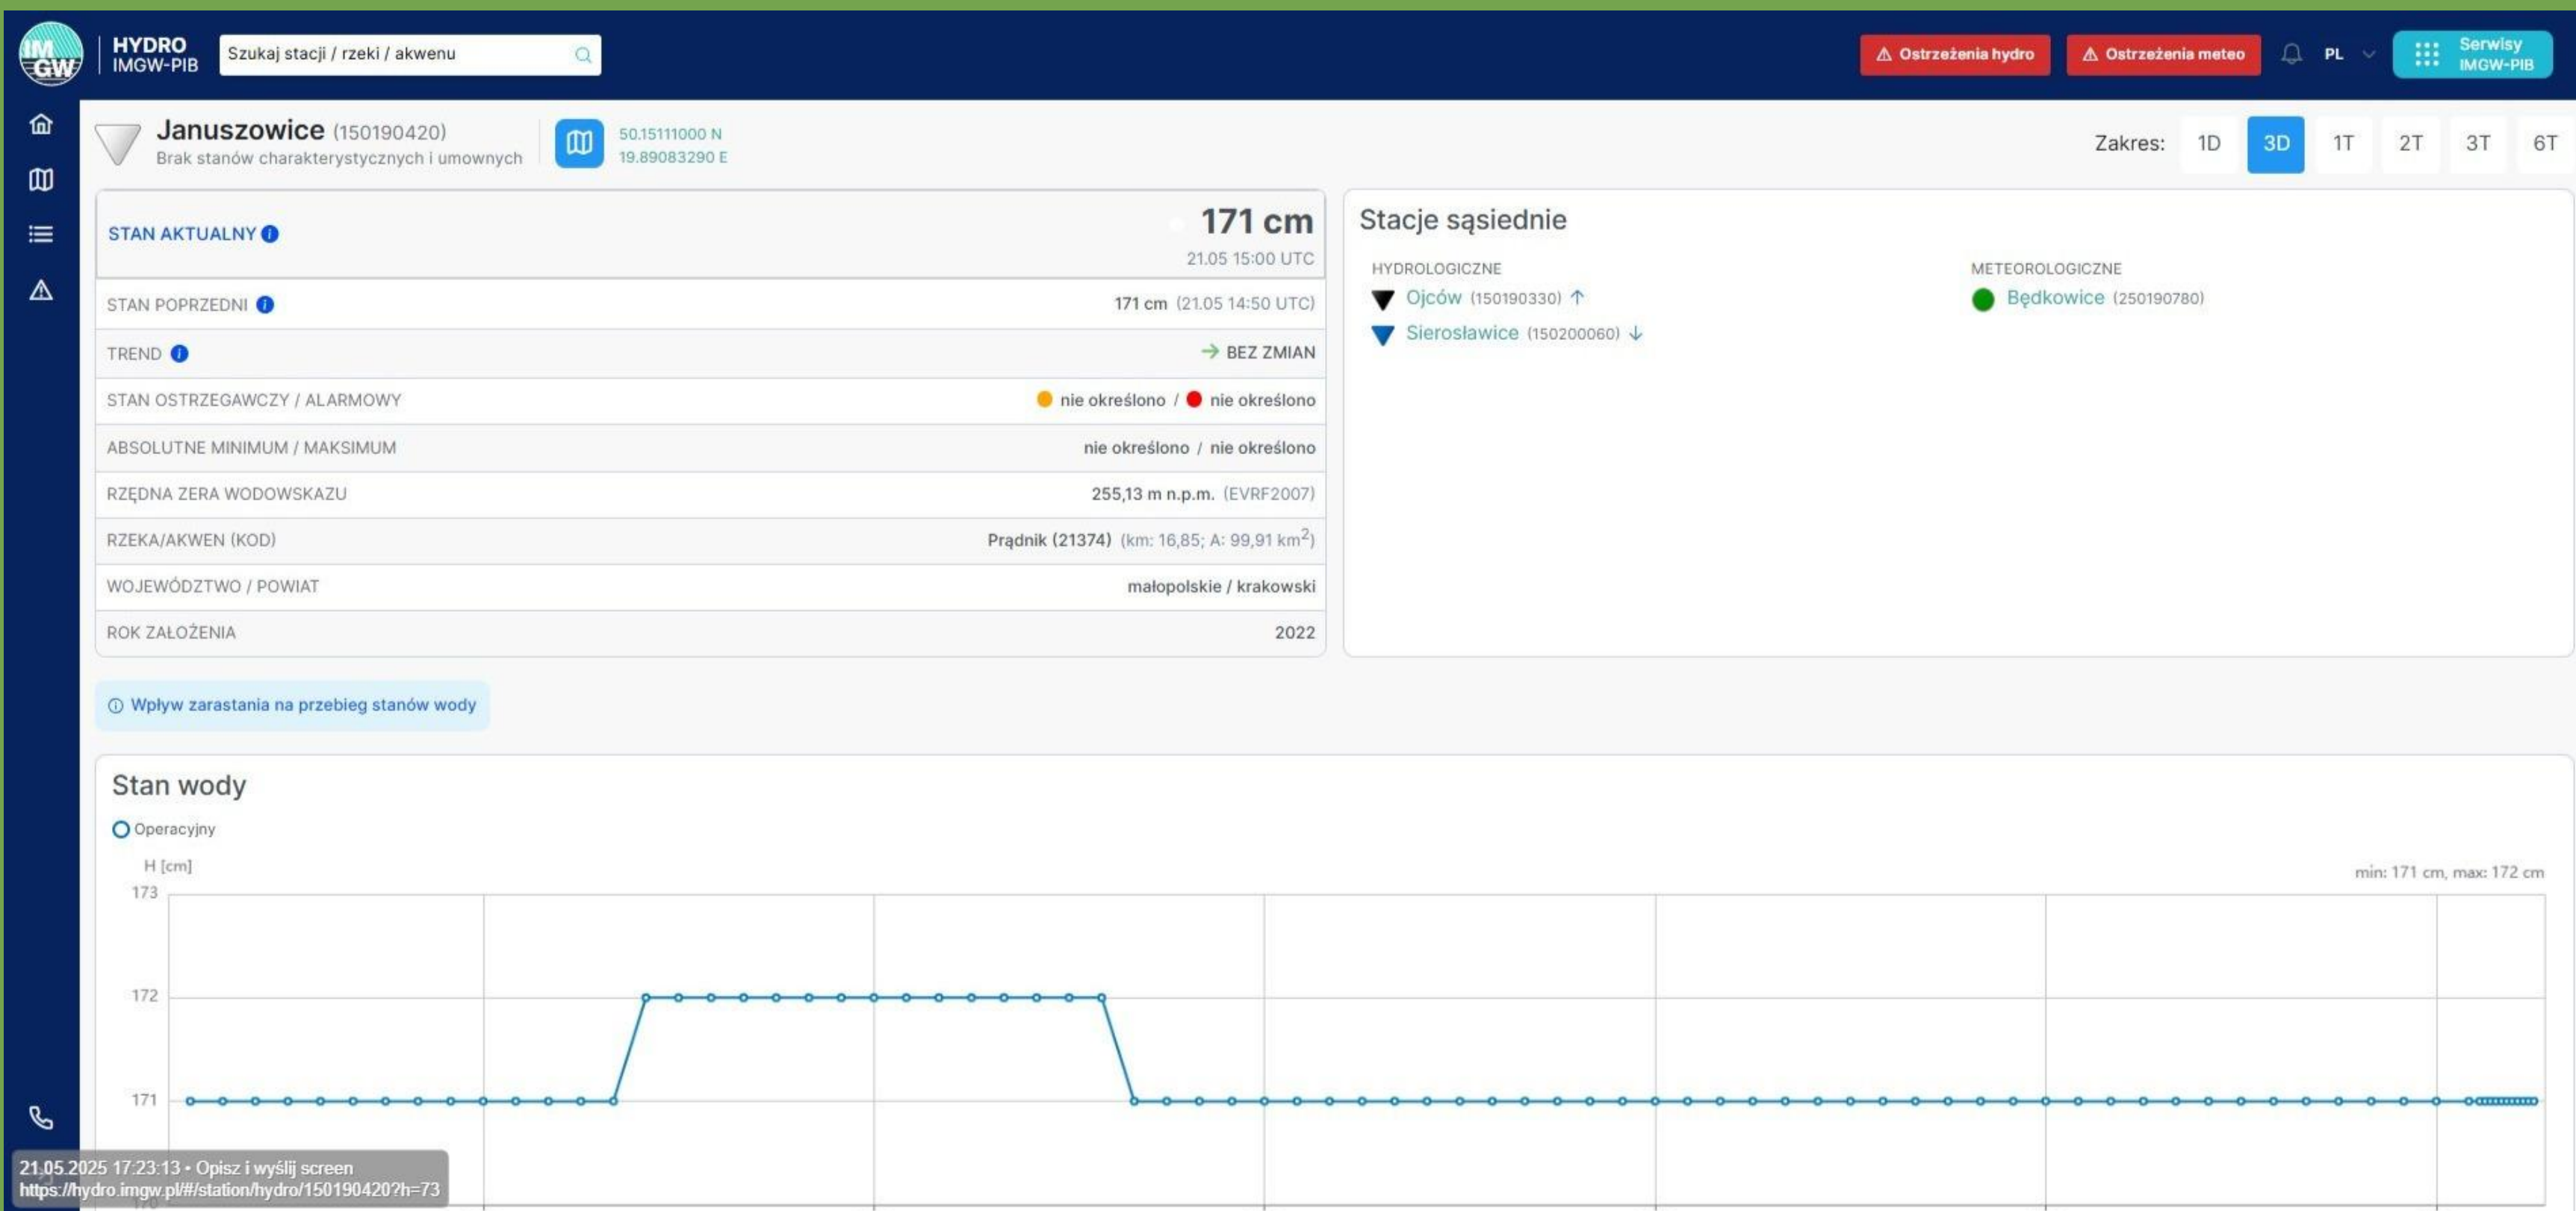 IM
GW
HYDRO
IMGW-PIB
Szukaj stacji / rzeki / akwenu
Ostrzeżenia hydro
Ostrzeżenia meteo
PL
Serwisy
IMGW-PIB
Januszowice (150190420)
Brak stanów charakterystycznych i umownych
50.15111000 N
19.89083290 E
Zakres: 1D 3D 1T 2T 3T 6T
STAN AKTUALNY 171 cm
21.05 15:00 UTC
STAN POPRZEDNI 171 cm (21.05 14:50 UTC)
TREND → BEZ ZMIAN
STAN OSTRZEGAWCZY / ALARMOWY nie określono / nie określono
ABSOLUTNE MINIMUM / MAKSIMUM nie określono / nie określono
RZĘDNA ZERA WODOWSKAZU 255,13 m n.p.m. (EVRF2007)
RZEKA/AKWEN (KOD) Prądnik (21374) (km: 16,85; A: 99,91 km²)
WOJEWÓDZTWO / POWIAT małopolskie / krakowski
ROK ZAŁOŻENIA 2022
Stacje sąsiednie
HYDROLOGICZNE
Ojców (150190330) ↑
Sierosławice (150200060) ↓
METEOROLOGICZNE
Będkowice (250190780)
Wpływ zarastania na przebieg stanów wody
Stan wody
Operacyjny
H [cm]
min: 171 cm, max: 172 cm
173
172
171
21.05.2025 17:23:13 • Opisz i wyślij screen
https://hydro.imgw.pl/#/station/hydro/150190420?h=73